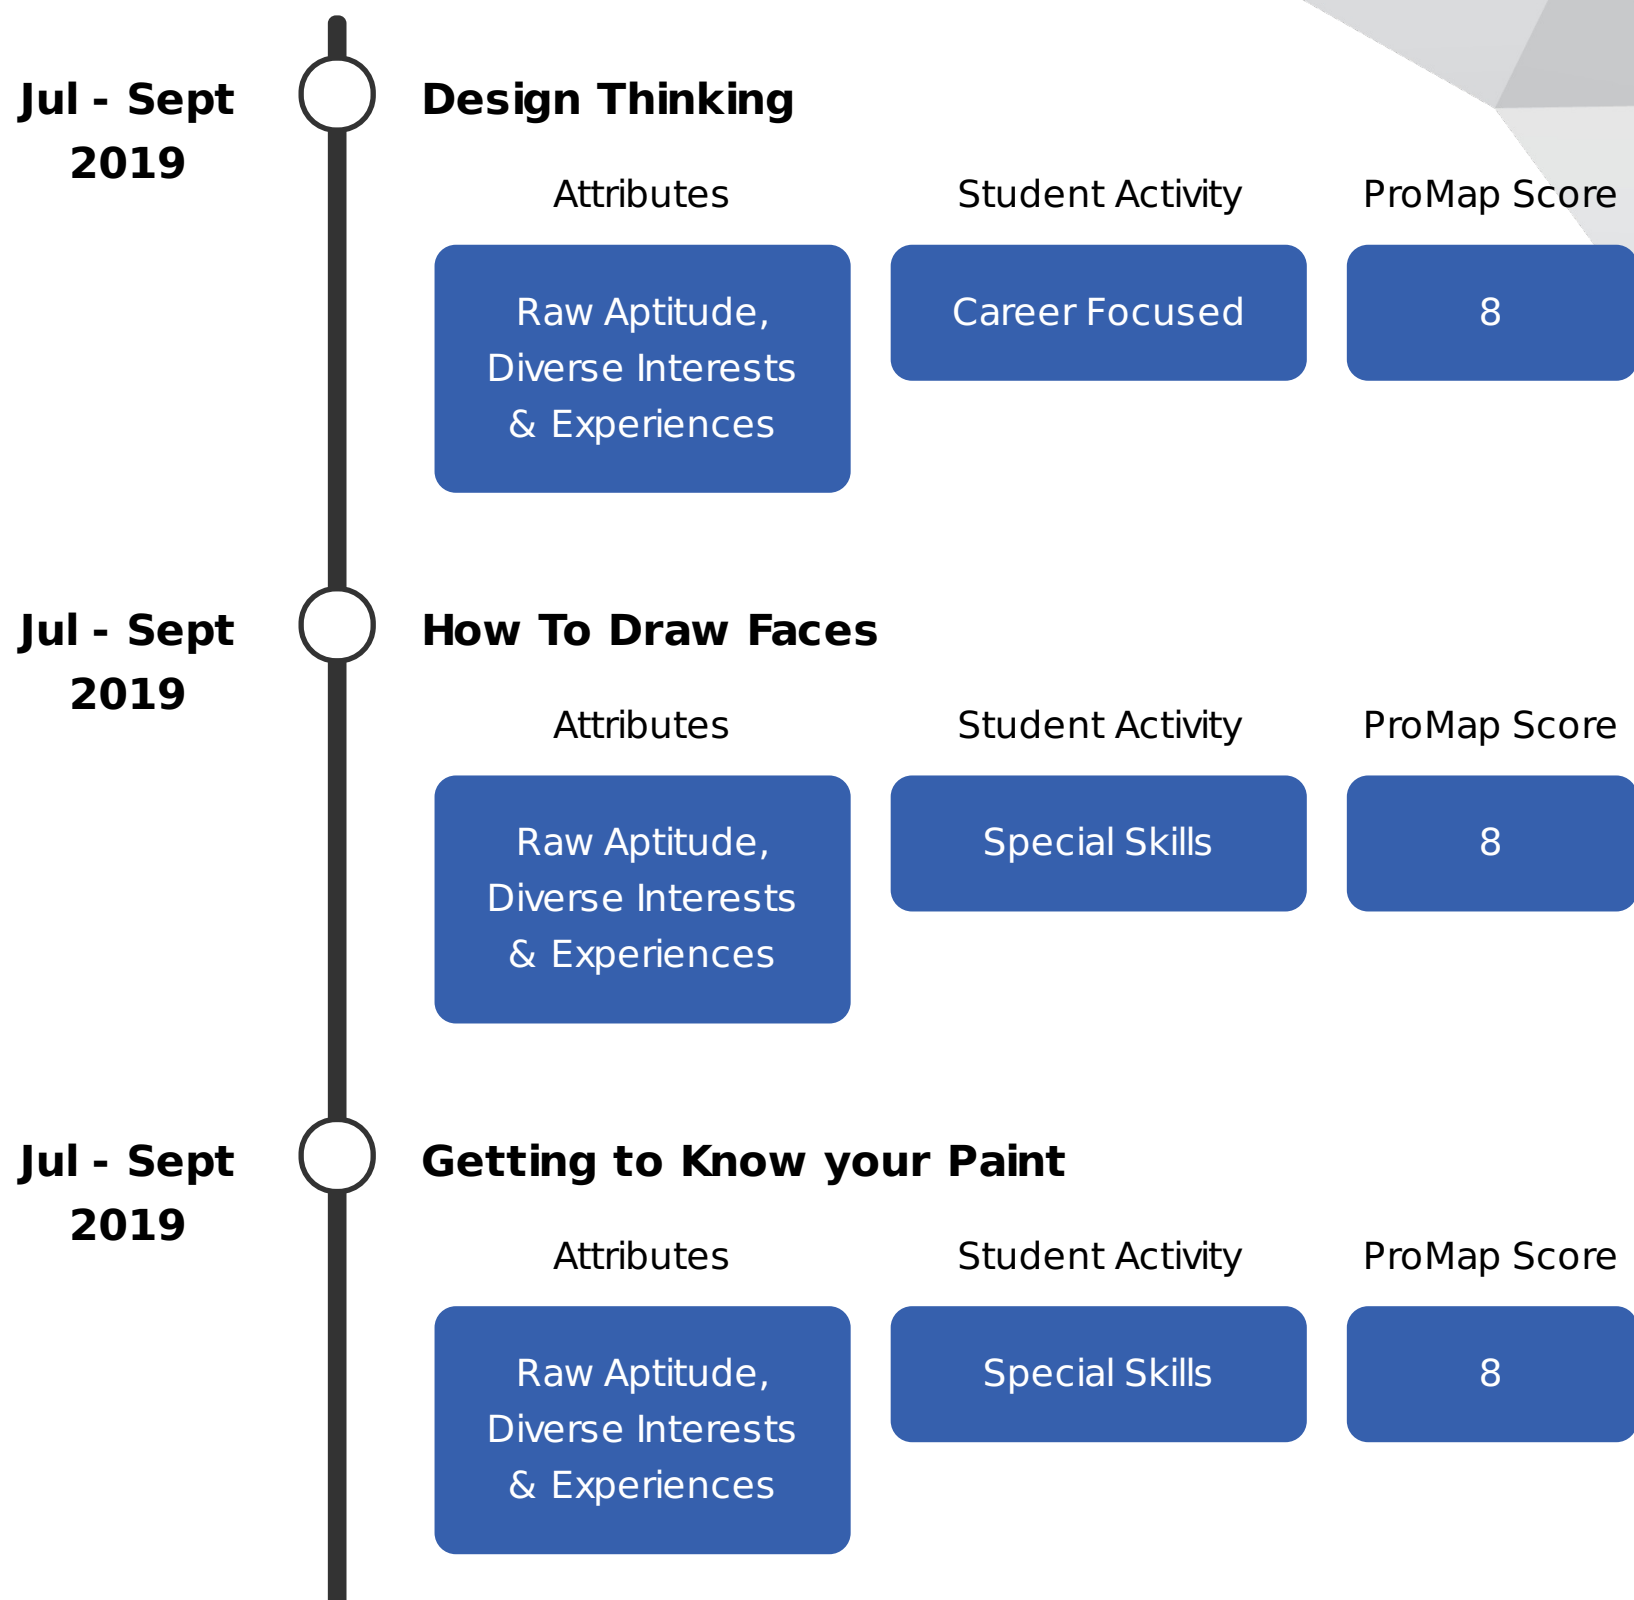 Jul - Sept
2019
Design Thinking
Attributes
Student Activity
ProMap Score
Raw Aptitude,
Diverse Interests
& Experiences
Career Focused
8
Jul - Sept
2019
How To Draw Faces
Attributes
Student Activity
ProMap Score
Raw Aptitude,
Diverse Interests
& Experiences
Special Skills
8
Jul - Sept
2019
Getting to Know your Paint
Attributes
Student Activity
ProMap Score
Raw Aptitude,
Diverse Interests
& Experiences
Special Skills
8